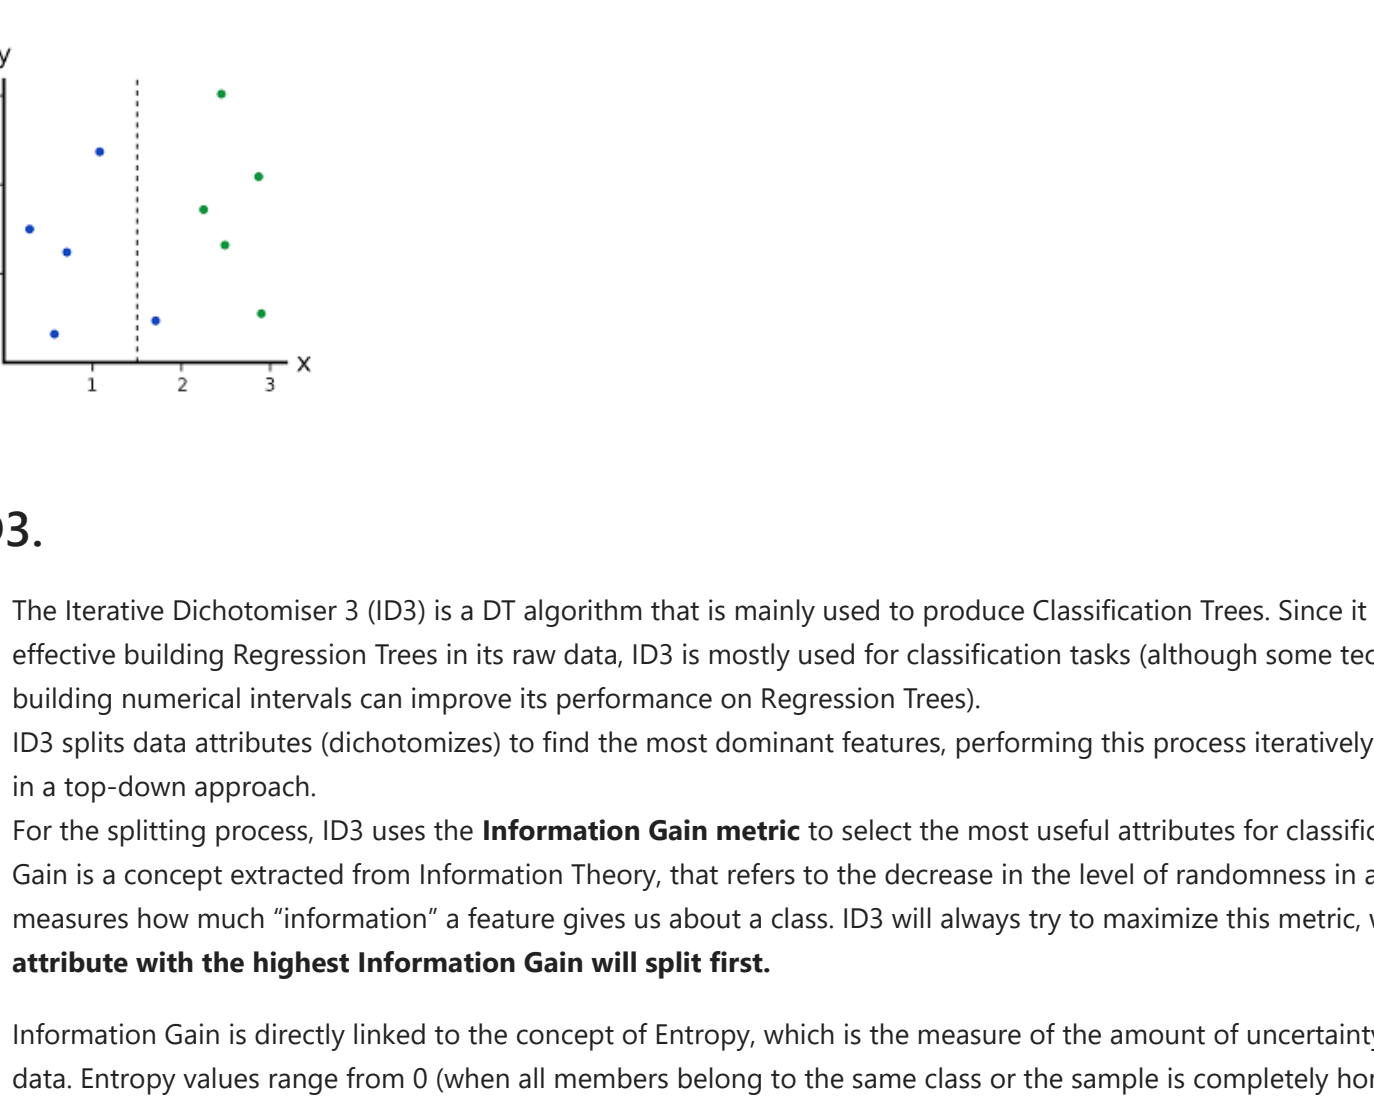 y
x
1 2 3
3.
The Iterative Dichotomiser 3 (ID3) is a DT algorithm that is mainly used to produce Classification Trees. Since it
effective building Regression Trees in its raw data, ID3 is mostly used for classification tasks (although some
building numerical intervals can improve its performance on Regression Trees).
ID3 splits data attributes (dichotomizes) to find the most dominant features, performing this process iteratively
in a top-down approach.
For the splitting process, ID3 uses the Information Gain metric to select the most useful attributes for
Gain is a concept extracted from Information Theory, that refers to the decrease in the level of randomness in a
measures how much “information” a feature gives us about a class. ID3 will always try to maximize this metric,
attribute with the highest Information Gain will split first.
Information Gain is directly linked to the concept of Entropy, which is the measure of the amount of uncertainty
data. Entropy values range from 0 (when all members belong to the same class or the sample is completely